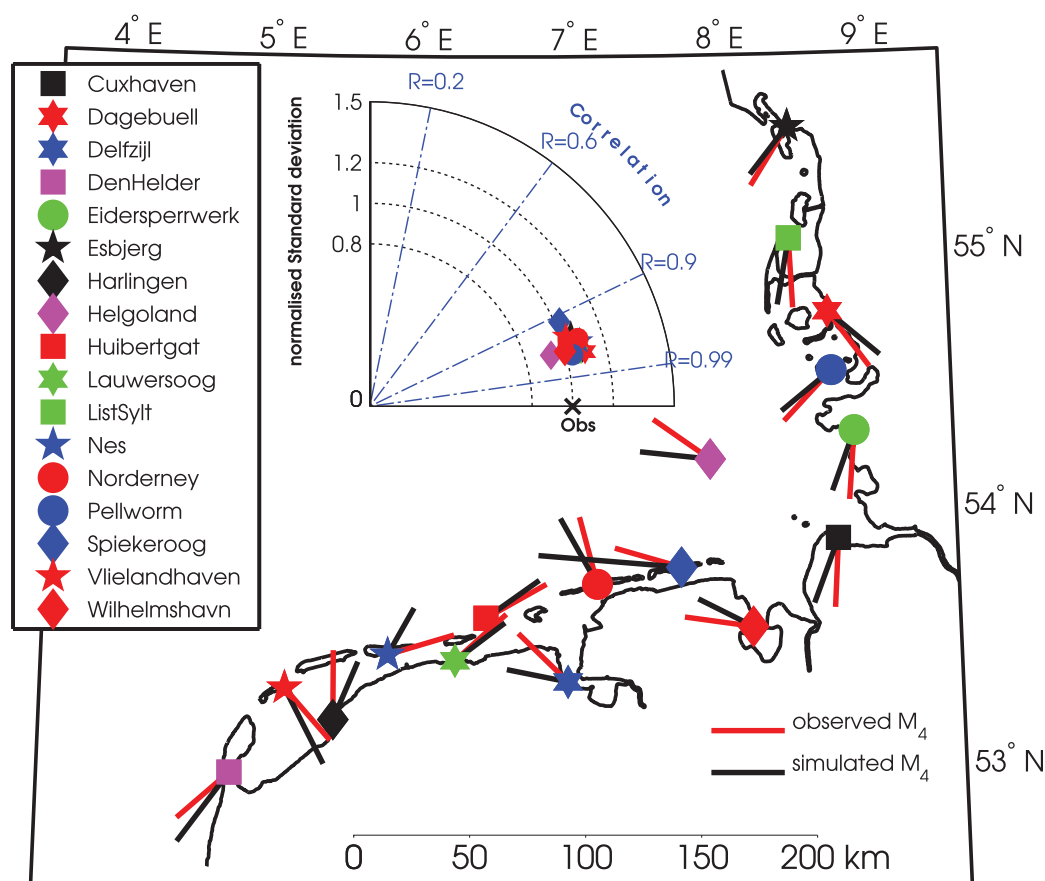 4° E 5° E 6° E 7° E 8° E 9° E
Cuxhaven
Dagebuell
Delfzijl
DenHelder
Eidersperrwerk
Esbjerg
Harlingen
Helgoland
Huibertgat
Lauwersoog
ListSylt
Nes
Norderney
Pellworm
Spiekeroog
Vlielandhaven
Wilhelmshavn
normalised Standard deviation
1.5
1.2
1
0.8
0
R=0.2
R=0.6
Correlation
R=0.9
R=0.99
Obs
55° N
54° N
53° N
observed M4
simulated M4
0 50 100 150 200 km